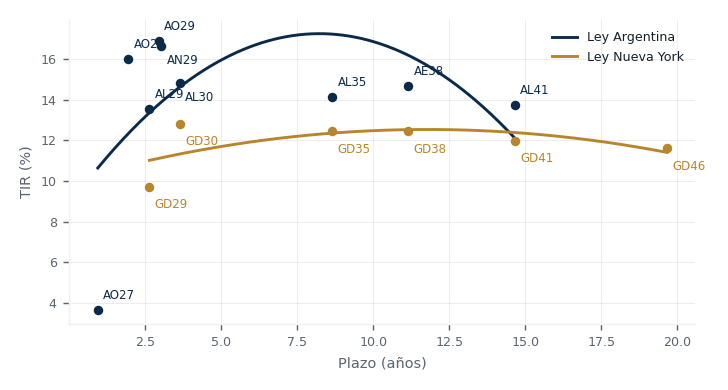 TIR (%)
16
14
12
10
8
6
4
AO29
AN29
AL29
AL30
AL35
AE38
AL41
GD30
GD29
GD35
GD38
GD41
GD46
AO27
Ley Argentina
Ley Nueva York
2.5 5.0 7.5 10.0 12.5 15.0 17.5 20.0
Plazo (años)